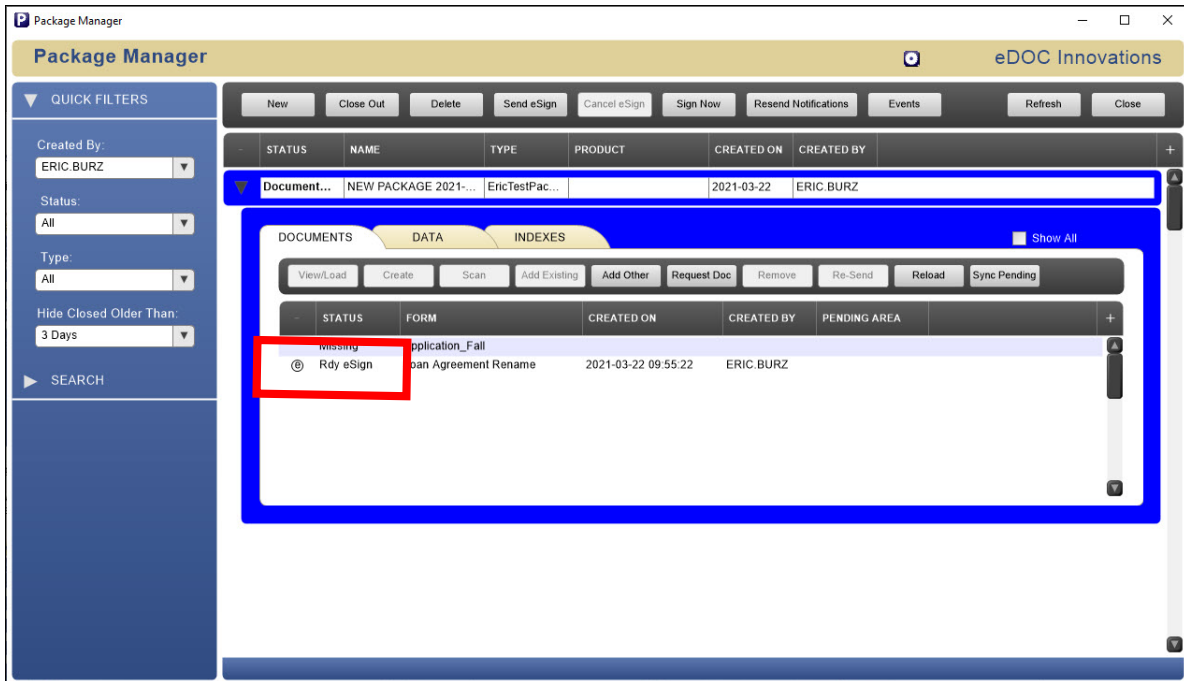 Package Manager
Package Manager
eDOC Innovations
QUICK FILTERS
Created By:
ERIC.BURZ
Status:
All
Type:
All
Hide Closed Older Than:
3 Days
SEARCH
New Close Out Delete Send eSign Cancel eSign Sign Now Resend Notifications Events Refresh Close
- STATUS NAME TYPE PRODUCT CREATED ON CREATED BY +
Document... NEW PACKAGE 2021-... EricTestPac... 2021-03-22 ERIC.BURZ
DOCUMENTS DATA INDEXES Show All
View/Load Create Scan Add Existing Add Other Request Doc Remove Re-Send Reload Sync Pending
- STATUS FORM CREATED ON CREATED BY PENDING AREA +
Missing pplication_Fall
e Rdy eSign oan Agreement Rename 2021-03-22 09:55:22 ERIC.BURZ